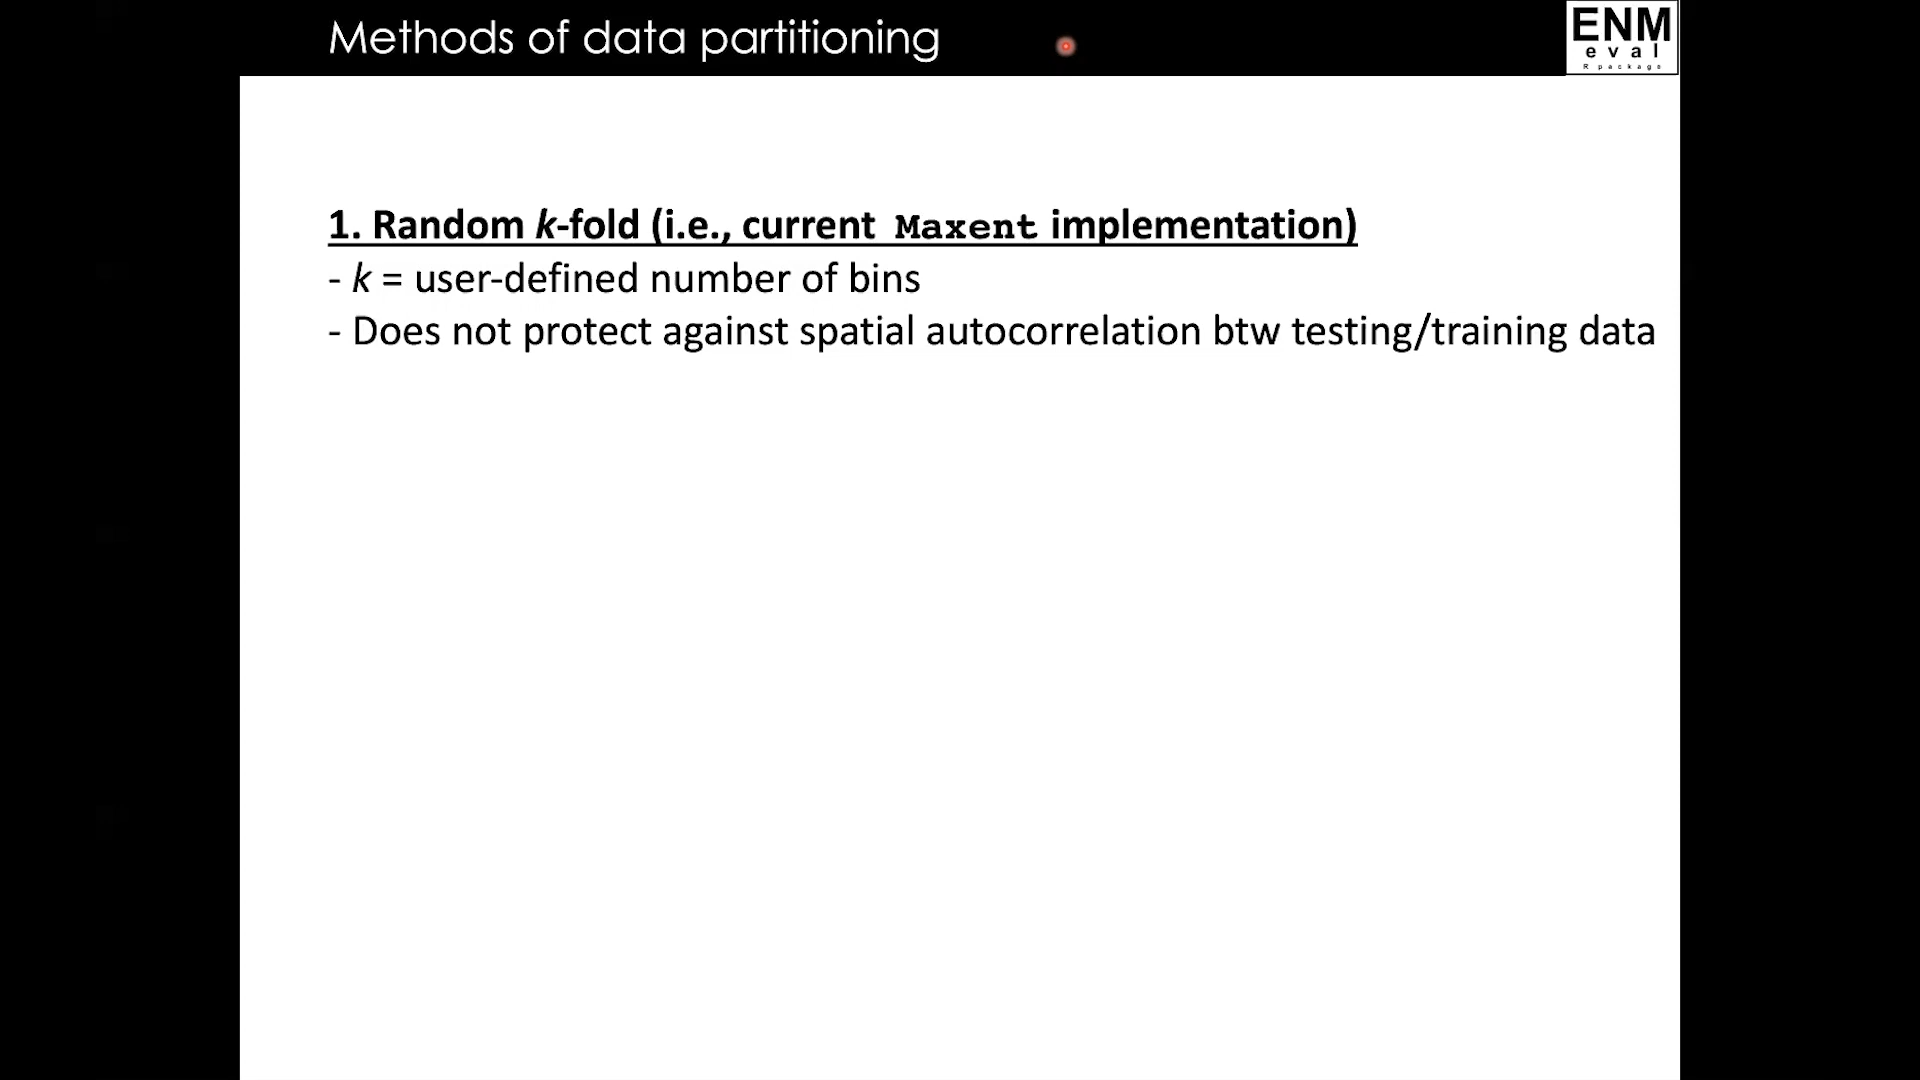 Methods of data partitioning
ENM
eval
R package
1. Random k-fold (i.e., current Maxent implementation)
- k = user-defined number of bins
- Does not protect against spatial autocorrelation btw testing/training data